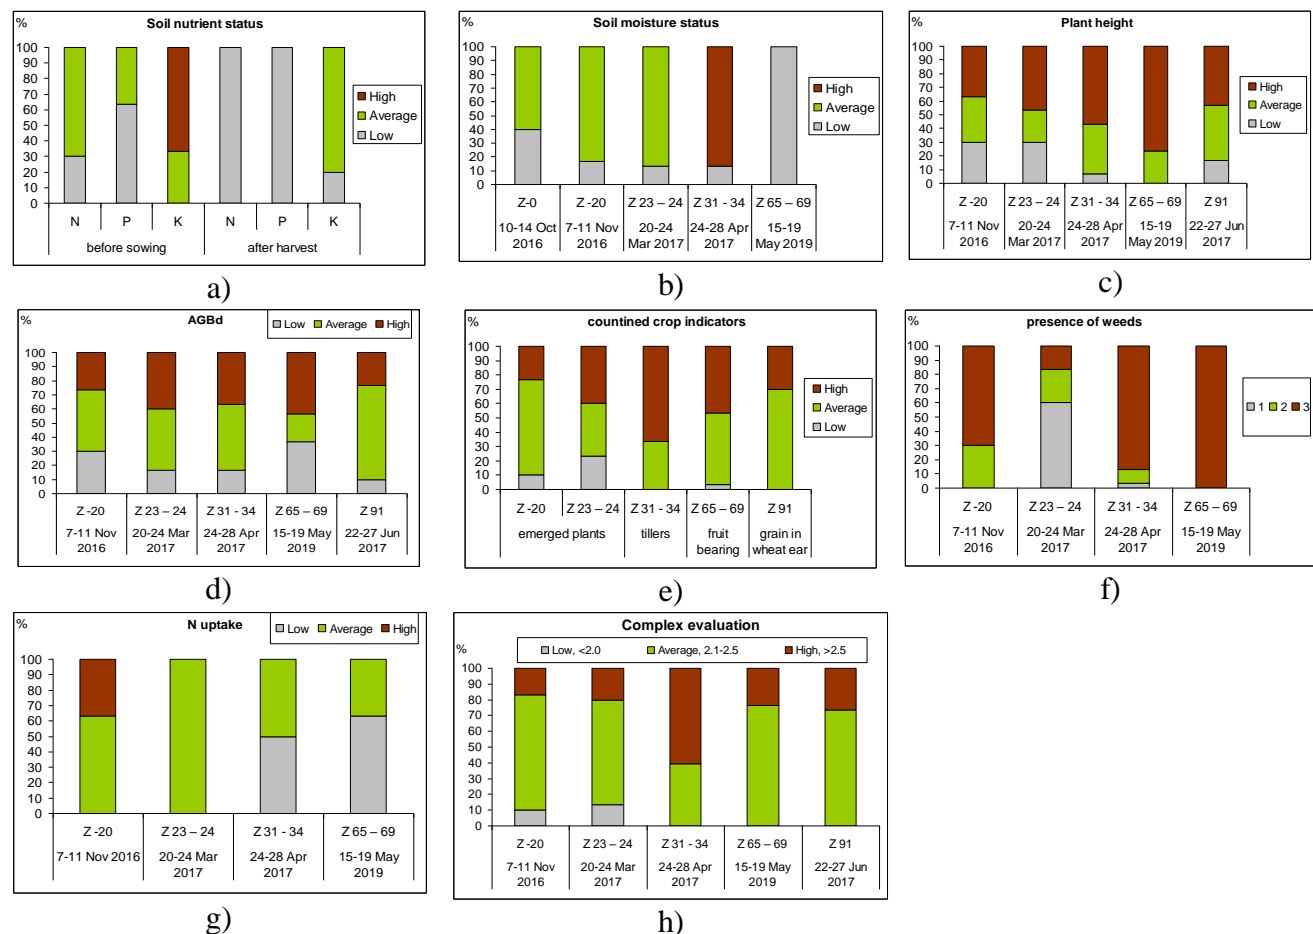 %
Soil nutrient status
100
90
80
70
60
50
40
30
20
10
0
High
Average
Low
N
P
K
N
P
K
before sowing
after harvest
a)
%
Soil moisture status
100
90
80
70
60
50
40
30
20
10
0
High
Average
Low
Z-0
Z -20
Z 23 – 24
Z 31 - 34
Z 65 – 69
10-14 Oct
2016
7-11 Nov
2016
20-24
Mar 2017
24-28 Apr
2017
15-19
May 2019
b)
%
Plant height
100
90
80
70
60
50
40
30
20
10
0
High
Average
Low
Z -20
Z 23 – 24
Z 31 - 34
Z 65 – 69
Z 91
7-11 Nov
2016
20-24
Mar 2017
24-28 Apr
2017
15-19
May 2019
22-27 Jun
2017
c)
%
AGBd
Low
Average
High
100
90
80
70
60
50
40
30
20
10
0
Z -20
Z 23 – 24
Z 31 - 34
Z 65 – 69
Z 91
7-11 Nov
2016
20-24 Mar
2017
24-28 Apr
2017
15-19 May
2019
22-27 Jun
2017
d)
%
countined crop indicators
100
90
80
70
60
50
40
30
20
10
0
High
Average
Low
Z -20
Z 23 – 24
Z 31 - 34
Z 65 – 69
Z 91
emerged plants
tillers
fruit
bearing
grain in
wheat ear
e)
%
presence of weeds
100
90
80
70
60
50
40
30
20
10
0
1
2
3
Z -20
Z 23 – 24
Z 31 - 34
Z 65 – 69
7-11 Nov
2016
20-24 Mar
2017
24-28 Apr
2017
15-19 May
2019
f)
%
N uptake
Low
Average
High
100
90
80
70
60
50
40
30
20
10
0
Z -20
Z 23 – 24
Z 31 - 34
Z 65 – 69
7-11 Nov 2016
20-24 Mar
2017
24-28 Apr
2017
15-19 May
2019
g)
Complex evaluation
%
Low, <2.0
Average, 2.1-2.5
High, >2.5
100
90
80
70
60
50
40
30
20
10
0
Z -20
Z 23 – 24
Z 31 - 34
Z 65 – 69
Z 91
7-11 Nov
2016
20-24 Mar
2017
24-28 Apr
2017
15-19 May
2019
22-27 Jun
2017
h)